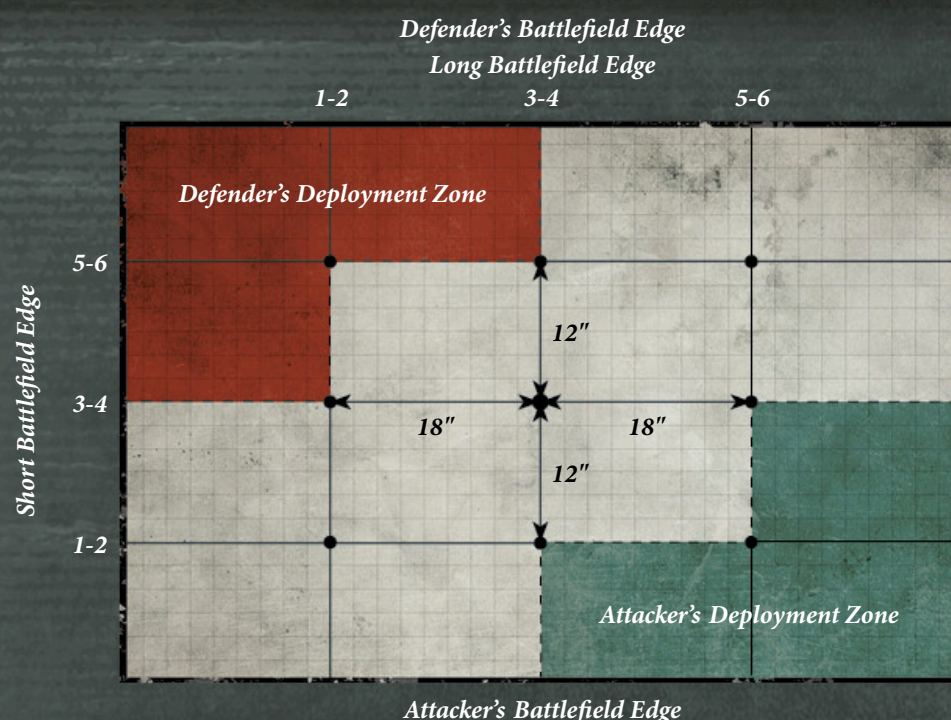 Defender's Battlefield Edge
Long Battlefield Edge
1-2 3-4 5-6
Defender's Deployment Zone
5-6
12"
Short Battlefield Edge
3-4
18" 18"
12"
1-2
Attacker's Deployment Zone
Attacker's Battlefield Edge